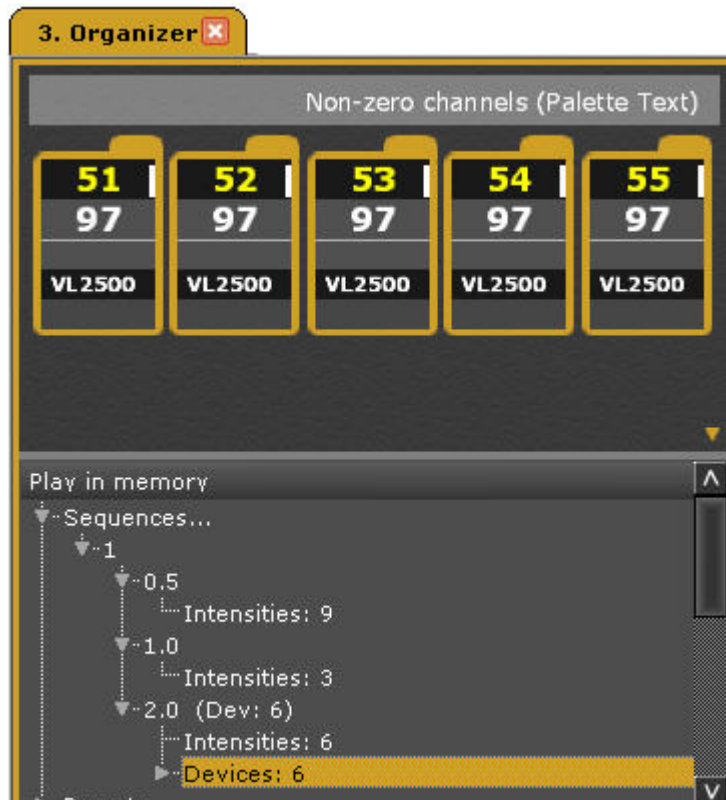 3. Organizer
Non-zero channels (Palette Text)
51 52 53 54 55
97 97 97 97 97
VL2500 VL2500 VL2500 VL2500 VL2500
Play in memory
Sequences...
1
0.5
Intensities: 9
1.0
Intensities: 3
2.0 (Dev: 6)
Intensities: 6
Devices: 6